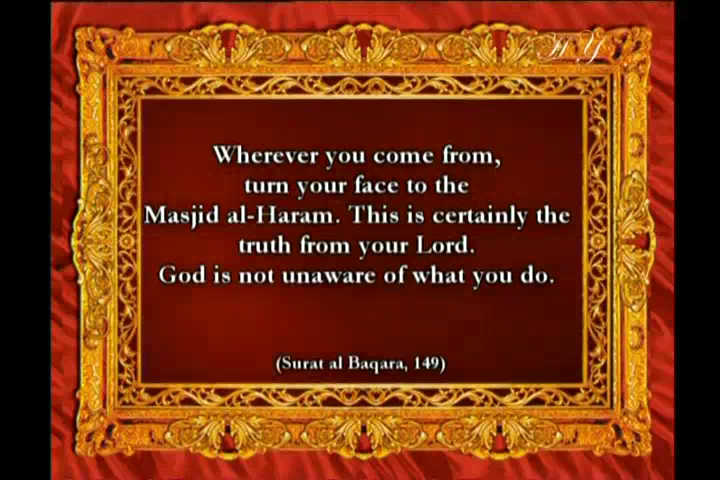 H Y
Wherever you come from,
turn your face to the
Masjid al-Haram. This is certainly the
truth from your Lord.
God is not unaware of what you do.
(Surat al Baqara, 149)